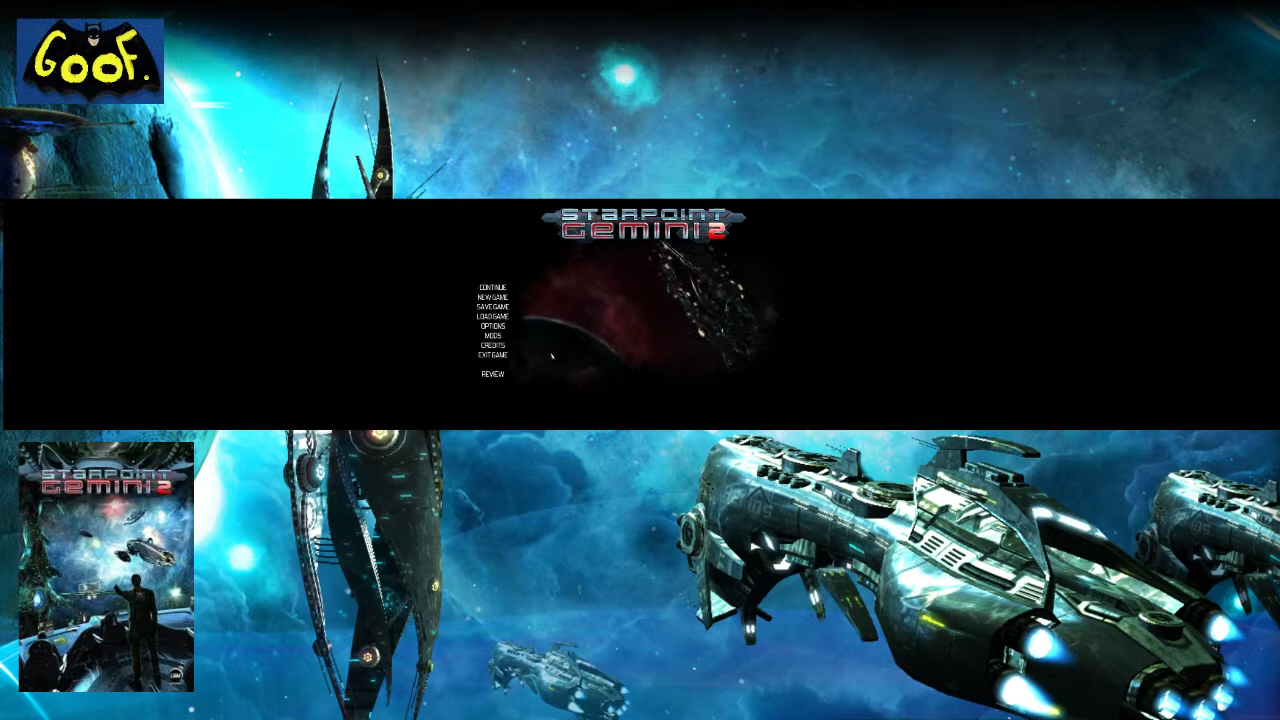 GOOF.
STARPOINT
GEMINI 2
CONTINUE
NEW GAME
SAVE GAME
LOAD GAME
OPTIONS
MODS
CREDITS
EXIT GAME
REVIEW
STARPOINT
GEMINI 2